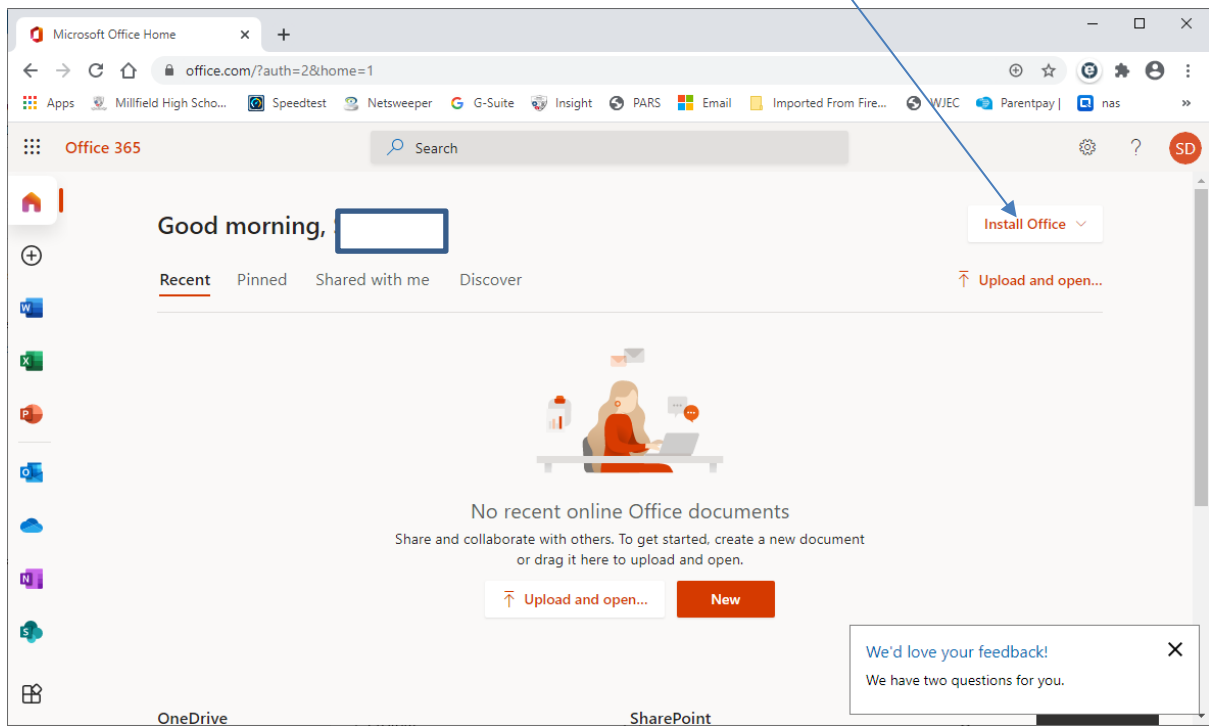 Microsoft Office Home
office.com/?auth=2&home=1
Apps Millfield High Scho... Speedtest Netsweeper G-Suite Insight PARS Email Imported From Fire... WJEC Parentpay | nas »
Office 365 Search ? SD
Good morning,
Install Office
Recent Pinned Shared with me Discover
Upload and open...
No recent online Office documents
Share and collaborate with others. To get started, create a new document
or drag it here to upload and open.
Upload and open... New
We'd love your feedback!
We have two questions for you.
OneDrive SharePoint